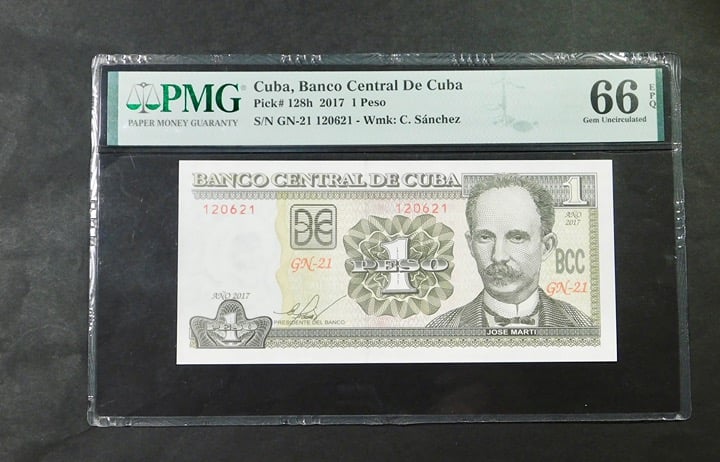 PMG
PAPER MONEY GUARANTY
Cuba, Banco Central De Cuba
Pick# 128h 2017 1 Peso
S/N GN-21 120621 - Wmk: C. Sánchez
66 EPQ
Gem Uncirculated
BANCO CENTRAL DE CUBA 1
120621 120621
AÑO 2017
GN-21
1 PESO
BCC
GN-21
AÑO 2017
1
PRESIDENTE DEL BANCO
JOSE MARTI